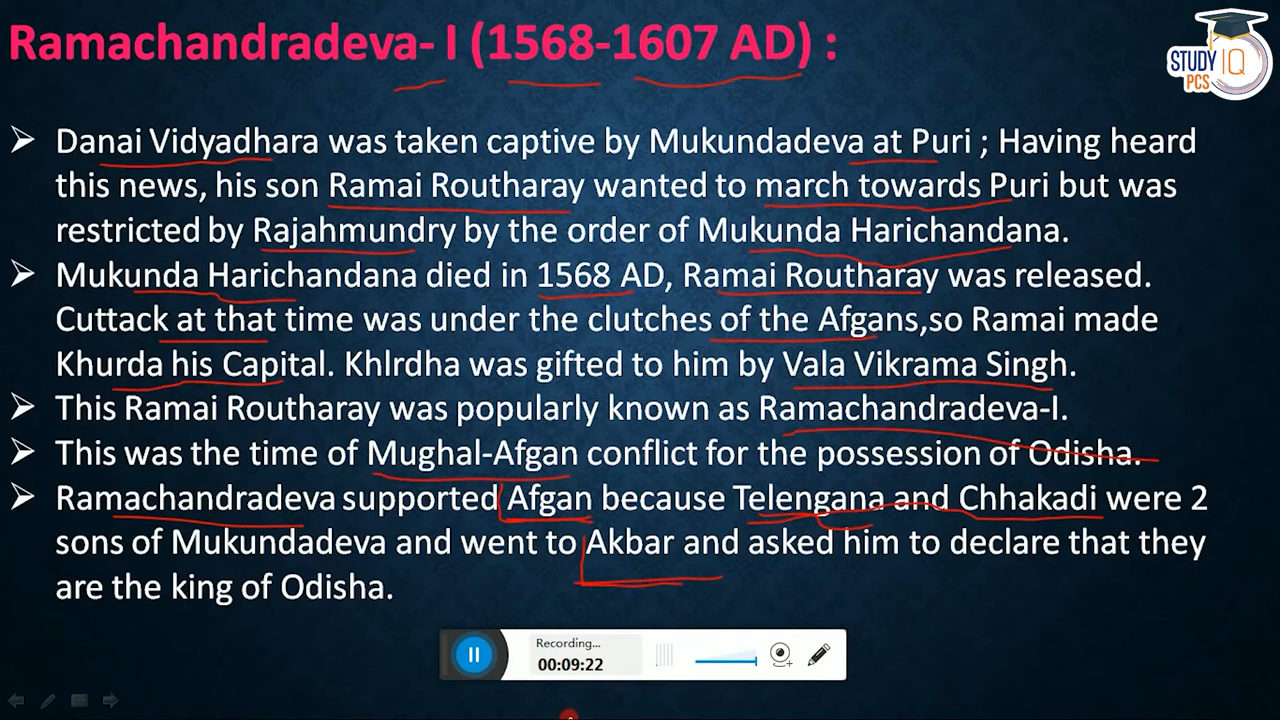 Ramachandradeva- I (1568-1607 AD) :
STUDY IQ
PCS
➢ Danai Vidyadhara was taken captive by Mukundadeva at Puri ; Having heard
this news, his son Ramai Routharay wanted to march towards Puri but was
restricted by Rajahmundry by the order of Mukunda Harichandana.
➢ Mukunda Harichandana died in 1568 AD, Ramai Routharay was released.
Cuttack at that time was under the clutches of the Afgans,so Ramai made
Khurda his Capital. Khlrdha was gifted to him by Vala Vikrama Singh.
➢ This Ramai Routharay was popularly known as Ramachandradeva-I.
➢ This was the time of Mughal-Afgan conflict for the possession of Odisha.
➢ Ramachandradeva supported Afgan because Telengana and Chhakadi were 2
sons of Mukundadeva and went to Akbar and asked him to declare that they
are the king of Odisha.
Recording...
00:09:22